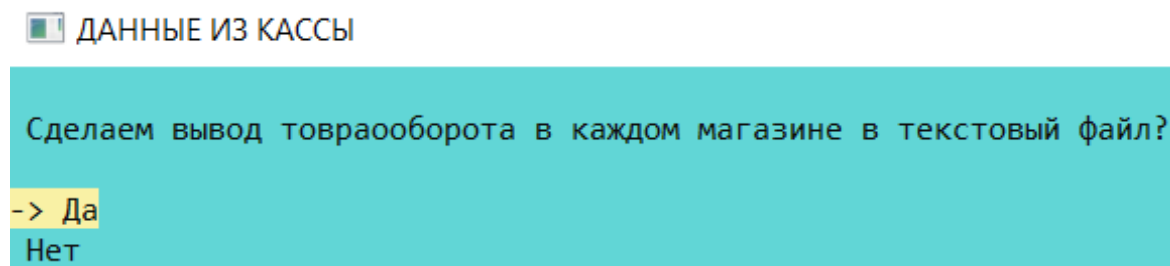 ДАННЫЕ ИЗ КАССЫ
Сделаем вывод товраооборота в каждом магазине в текстовый файл?
-> Да
Нет